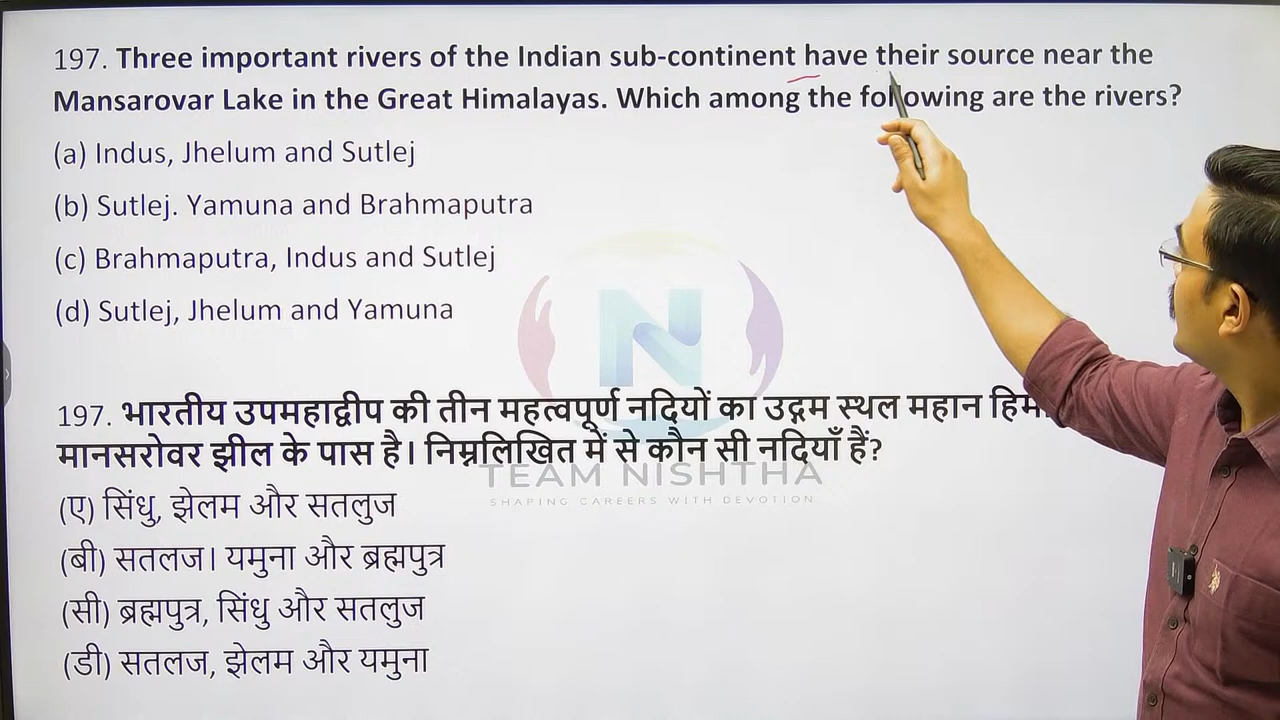 197. Three important rivers of the Indian sub-continent have their source near the
Mansarovar Lake in the Great Himalayas. Which among the following are the rivers?
(a) Indus, Jhelum and Sutlej
(b) Sutlej. Yamuna and Brahmaputra
(c) Brahmaputra, Indus and Sutlej
(d) Sutlej, Jhelum and Yamuna
197. भारतीय उपमहाद्वीप की तीन महत्वपूर्ण नदियों का उद्गम स्थल महान
मानसरोवर झील के पास है। निम्नलिखित में से कौन सी नदियाँ हैं?
TEAM NISHTHA
SHAPING CAREERS WITH DEVOTION
(ए) सिंधु, झेलम और सतलुज
(बी) सतलज। यमुना और ब्रह्मपुत्र
(सी) ब्रह्मपुत्र, सिंधु और सतलुज
(डी) सतलज, झेलम और यमुना